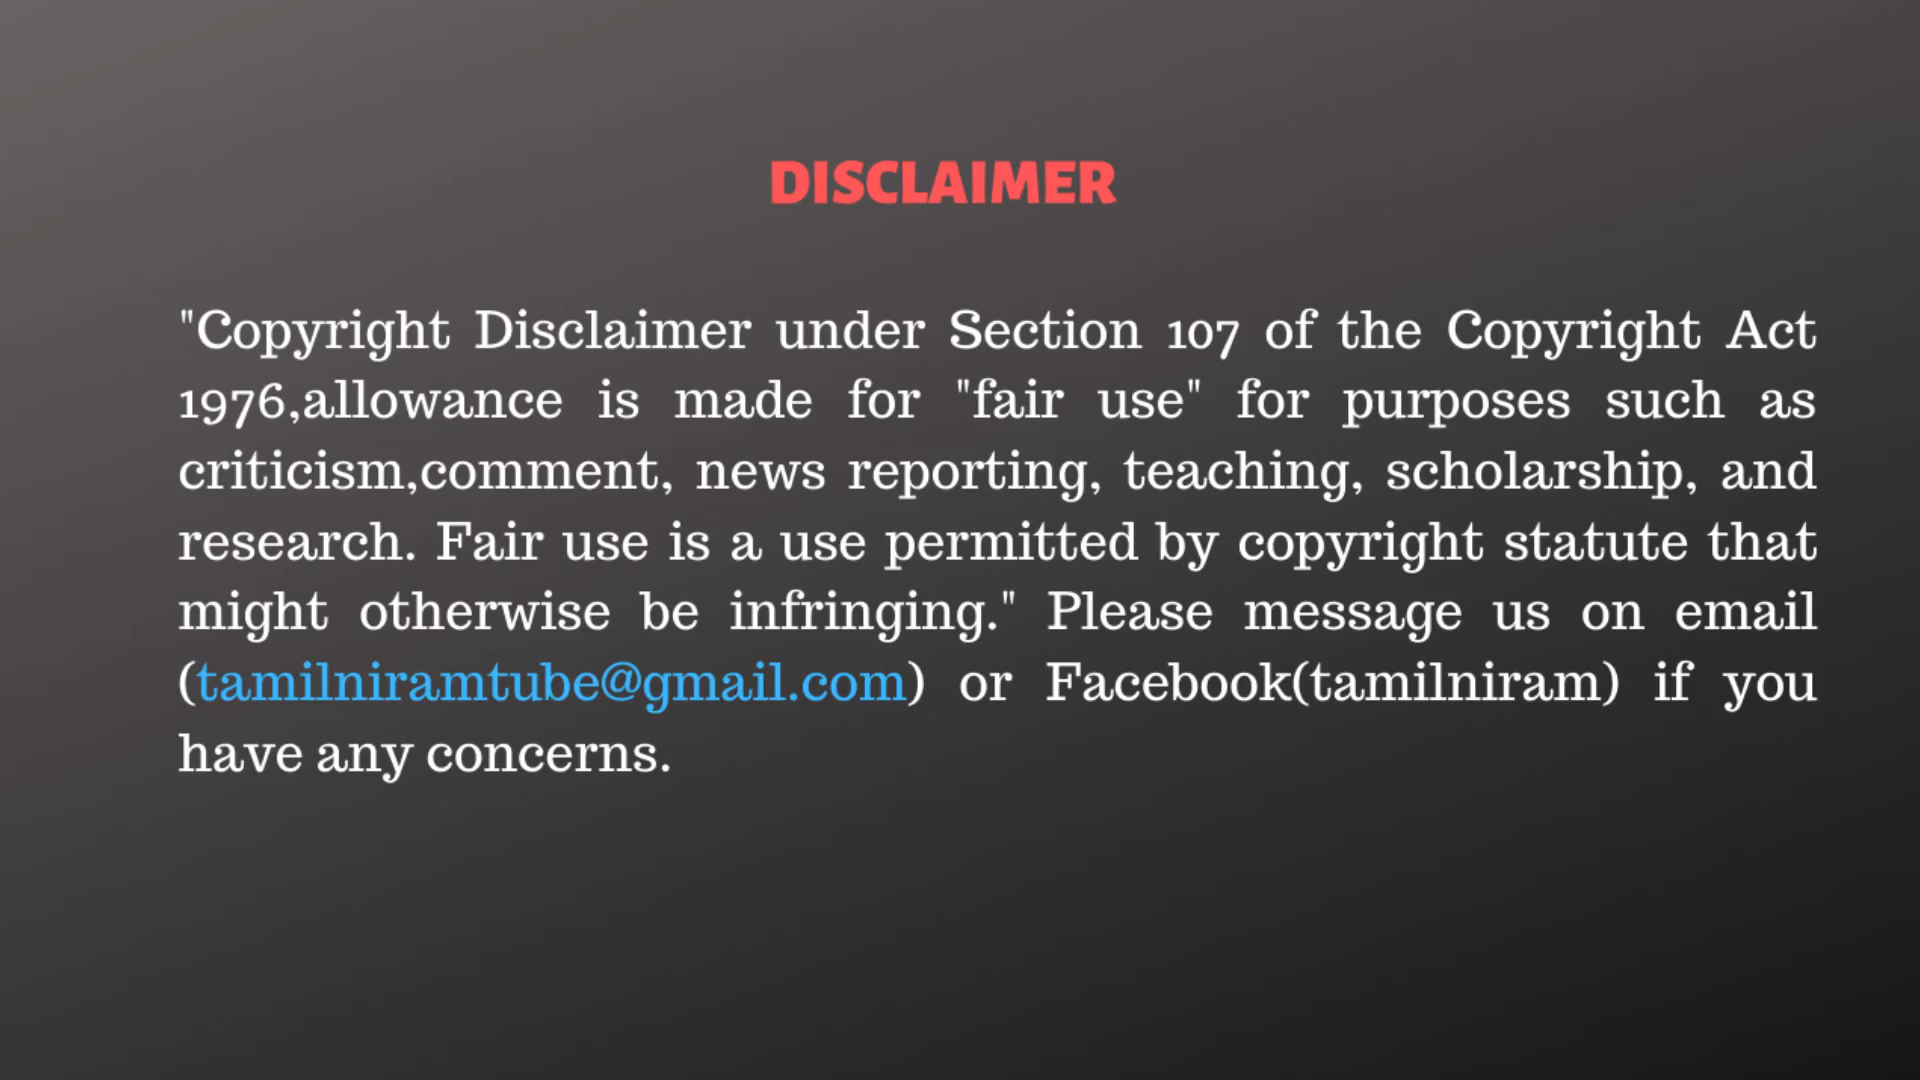 DISCLAIMER
"Copyright Disclaimer under Section 107 of the Copyright Act
1976,allowance is made for "fair use" for purposes such as
criticism,comment, news reporting, teaching, scholarship, and
research. Fair use is a use permitted by copyright statute that
might otherwise be infringing." Please message us on email
(tamilniramtube@gmail.com) or Facebook(tamilniram) if you
have any concerns.